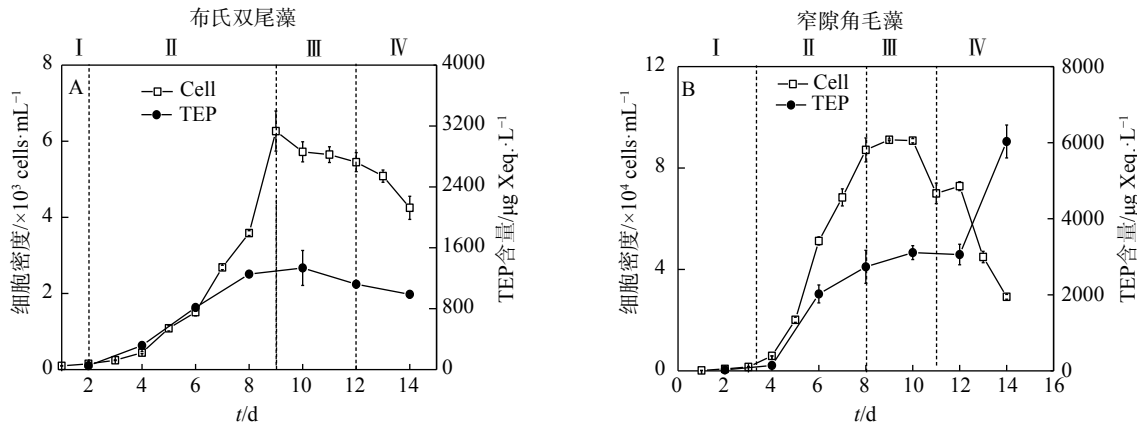 布氏双尾藻
Ⅰ Ⅱ Ⅲ Ⅳ
A
Cell
TEP
细胞密度/×10³ cells·mL⁻¹
8
6
4
2
0
TEP含量/μg Xeq.·L⁻¹
4000
3200
2400
1600
800
0
2 4 6 8 10 12 14
t/d
窄隙角毛藻
Ⅰ Ⅱ Ⅲ Ⅳ
B
Cell
TEP
细胞密度/×10⁴ cells·mL⁻¹
12
8
4
0
TEP含量/μg Xeq.·L⁻¹
8000
6000
4000
2000
0
0 2 4 6 8 10 12 14 16
t/d